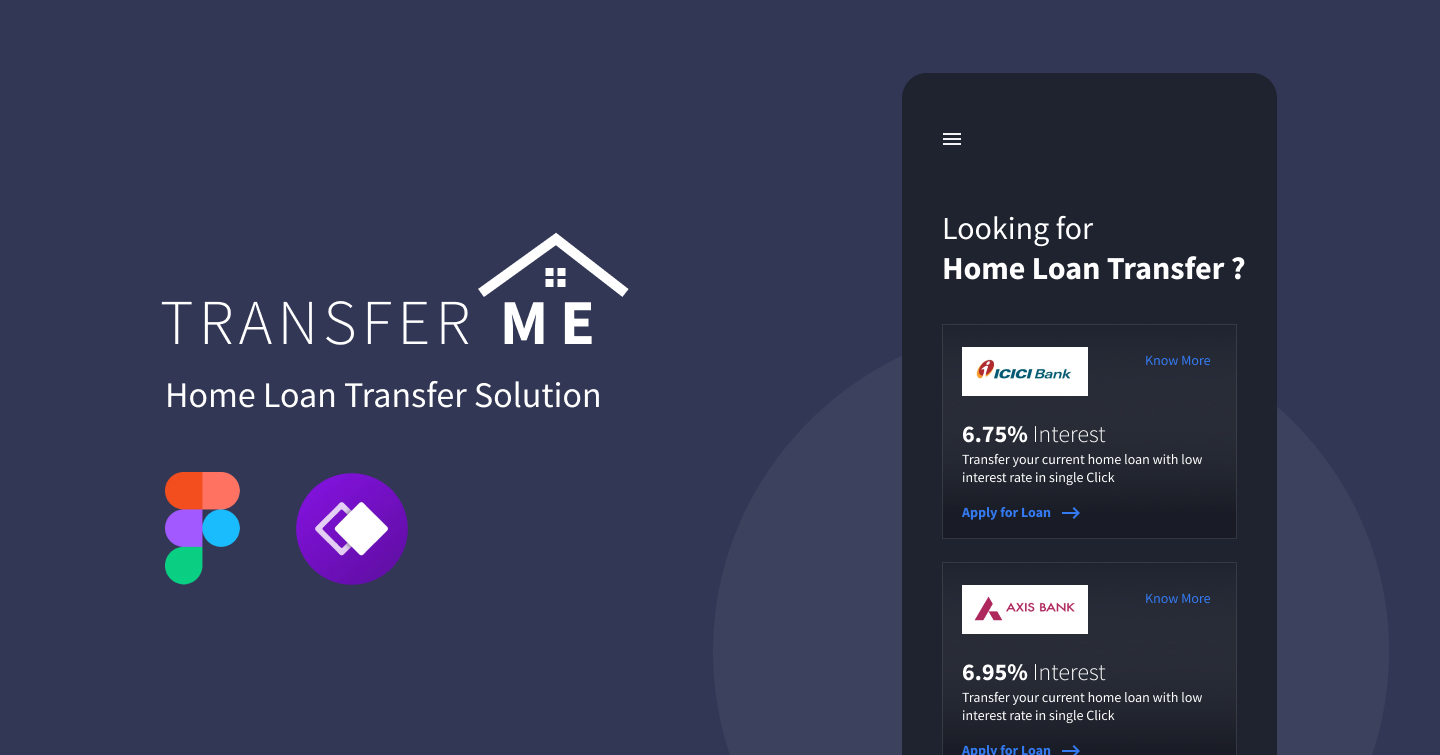 TRANSFER ME
Home Loan Transfer Solution
Looking for
Home Loan Transfer ?
ICICI Bank
Know More
6.75% Interest
Transfer your current home loan with low
interest rate in single Click
Apply for Loan
AXIS BANK
Know More
6.95% Interest
Transfer your current home loan with low
interest rate in single Click
Apply for Loan